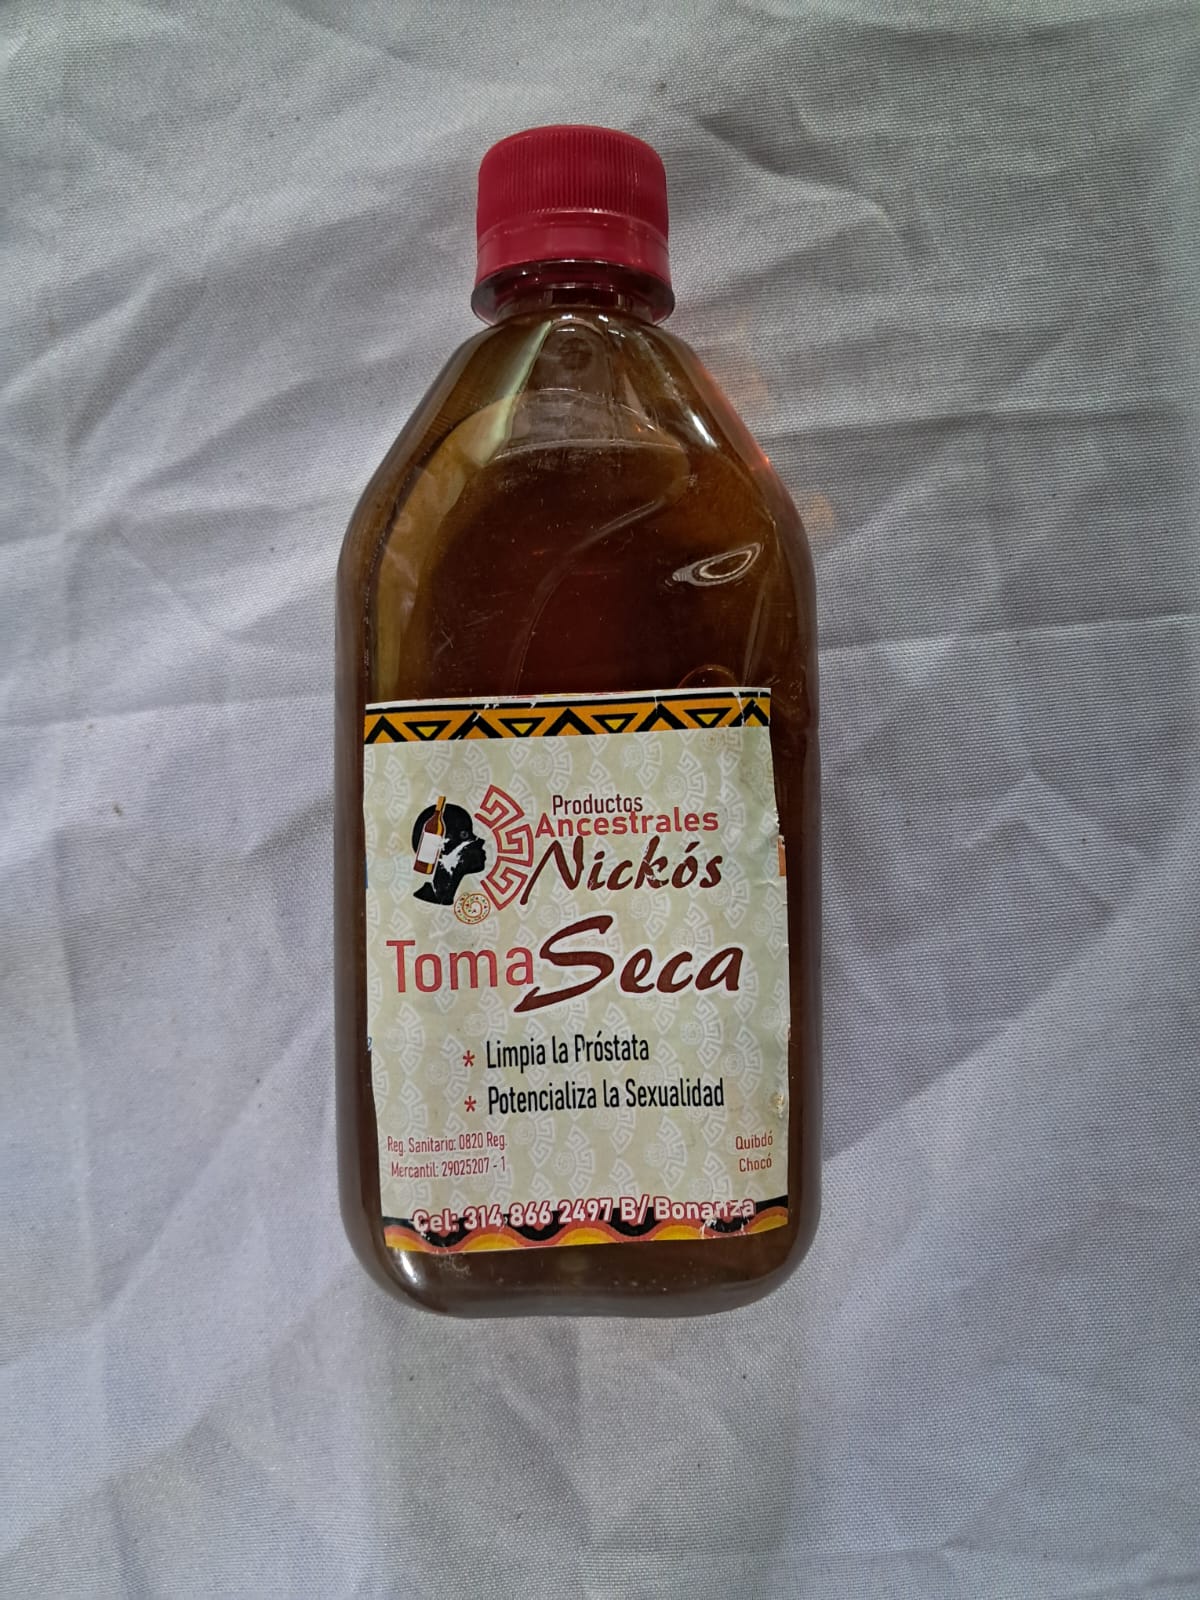 Productos
Ancestrales
Nickós
Toma Seca
* Limpia la Próstata
* Potencializa la Sexualidad
Reg. Sanitario: 0820 Reg.
Mercantil: 29025207 - 1
Quibdó
Chocó
Cel: 314 866 2497 B/ Bonanza